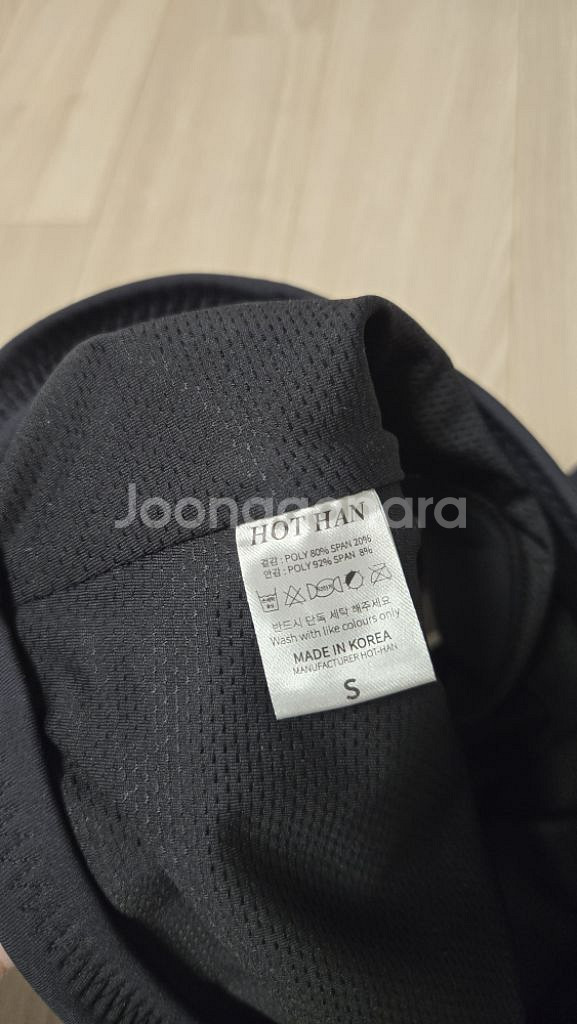 Joonggonara
HOT HAN
겉감 : POLY 80% SPAN 20%
안감 : POLY 92% SPAN 8%
반드시 단독 세탁 해주세요
Wash with like colours only
MADE IN KOREA
MANUFACTURER HOT-HAN
S